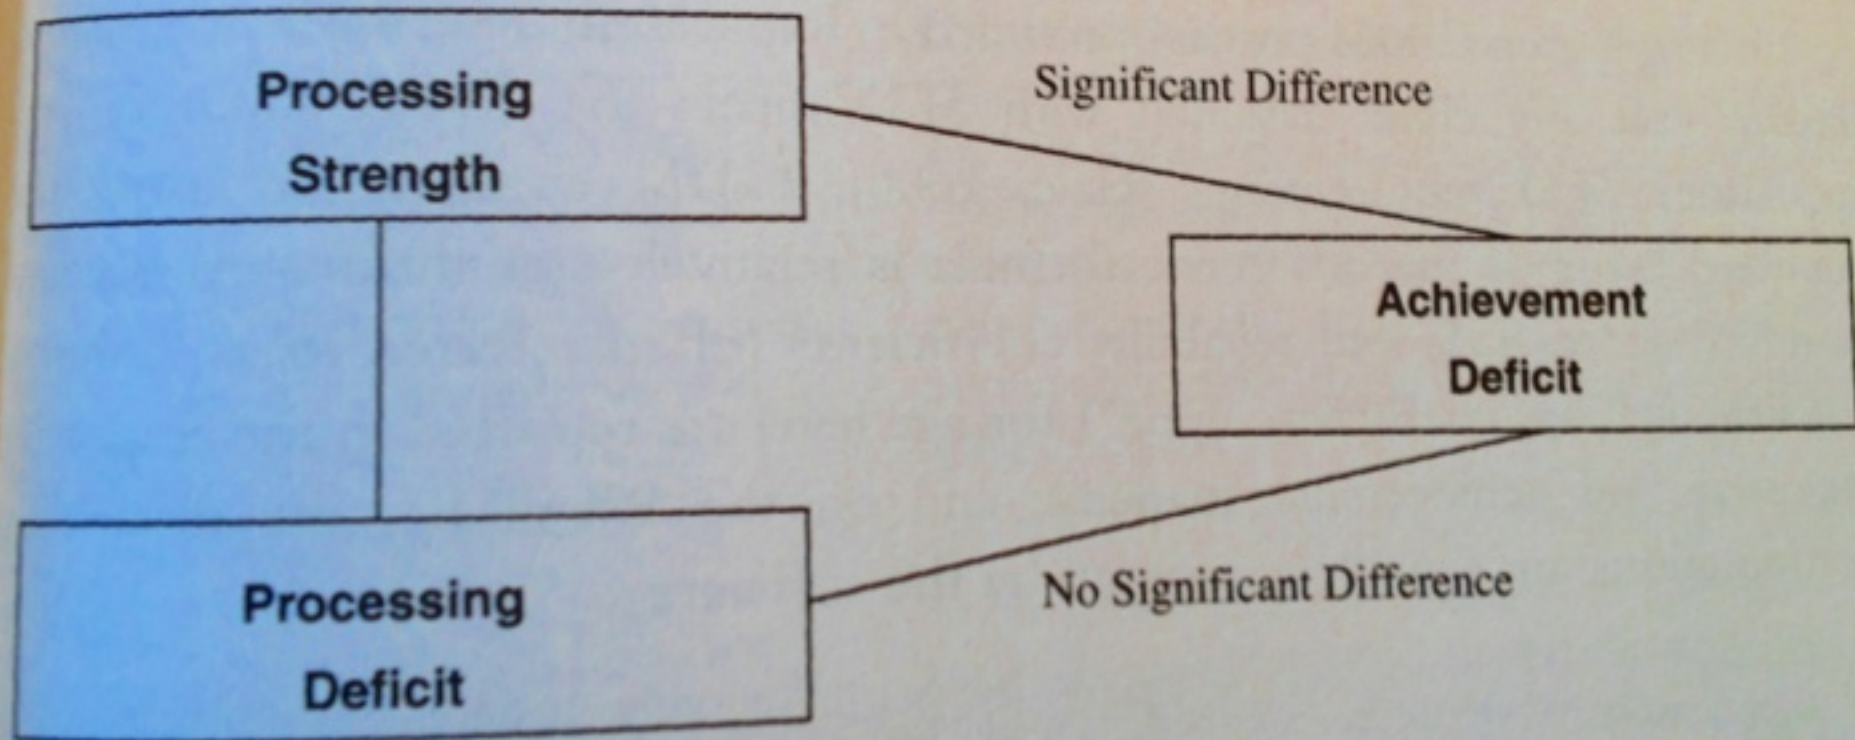 Processing
Strength
Significant Difference
Achievement
Deficit
Processing
Deficit
No Significant Difference